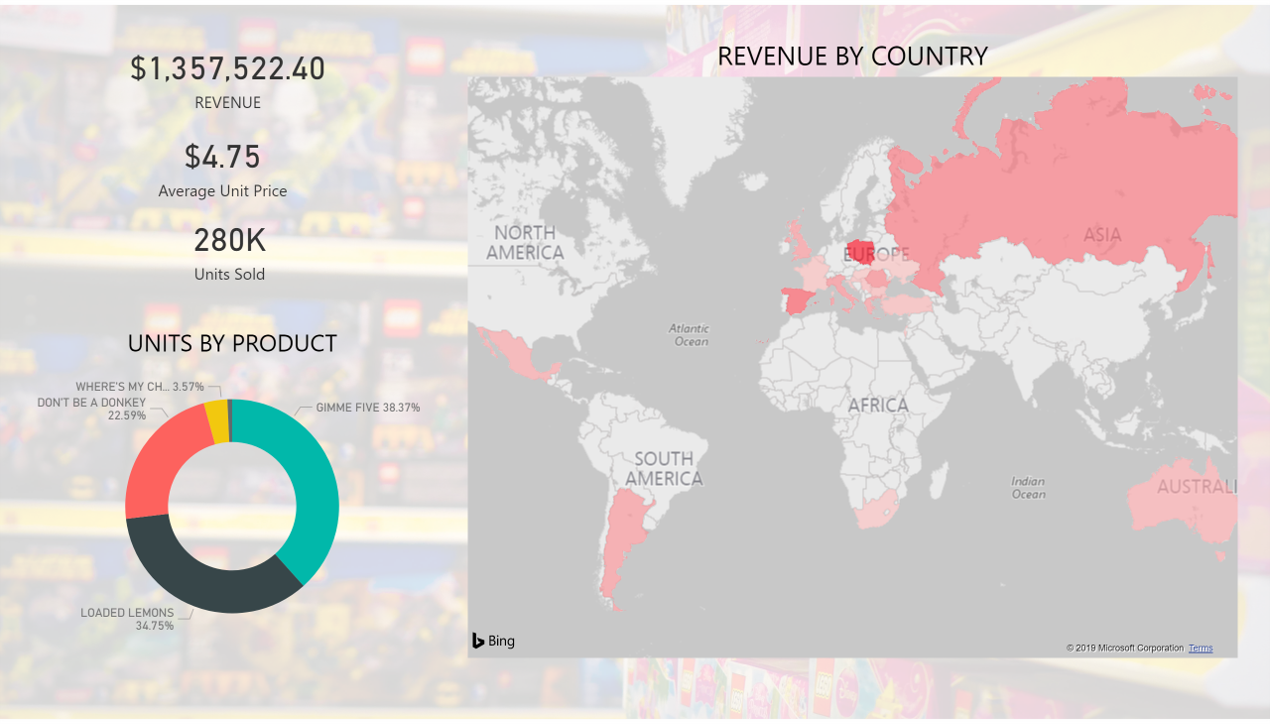 $1,357,522.40
REVENUE
$4.75
Average Unit Price
280K
Units Sold
UNITS BY PRODUCT
WHERE'S MY CH... 3.57%
DON'T BE A DONKEY
22.59%
GIMME FIVE 38.37%
LOADED LEMONS
34.75%
REVENUE BY COUNTRY
NORTH
AMERICA
EUROPE
ASIA
Atlantic
Ocean
AFRICA
SOUTH
AMERICA
Indian
Ocean
AUSTRALI
Bing
© 2019 Microsoft Corporation Terms